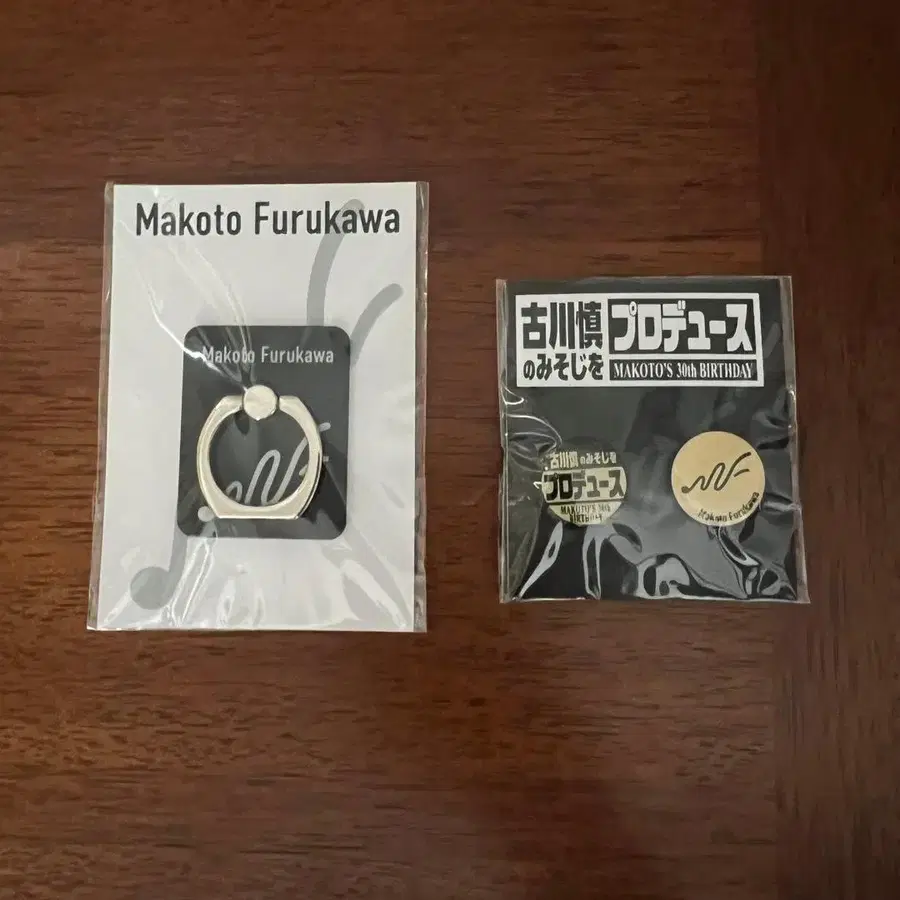 Makoto Furukawa
Makoto Furukawa
古川慎
のみそじを
プロデュース
MAKOTO'S 30th BIRTHDAY
古川慎のみそじを
プロデュース
MAKOTO'S 30th
BIRTHDAY
MF
Makoto Furukawa